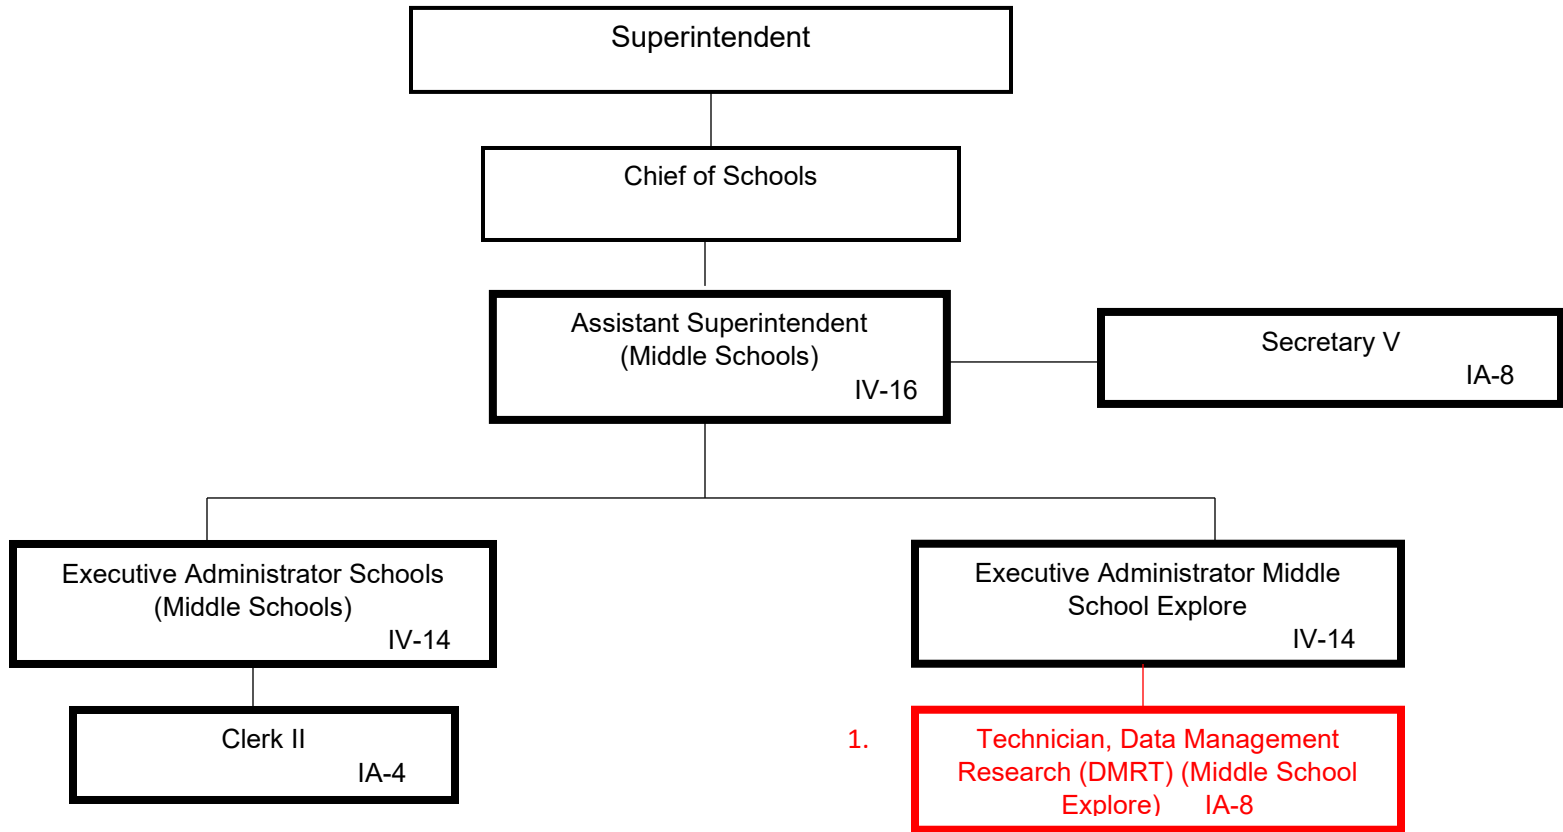 Superintendent
Chief of Schools
Assistant Superintendent
(Middle Schools)
IV-16
Secretary V
IA-8
Executive Administrator Schools
(Middle Schools)
IV-14
Executive Administrator Middle
School Explore
IV-14
Clerk II
IA-4
1.
Technician, Data Management
Research (DMRT) (Middle School
Explore) IA-8